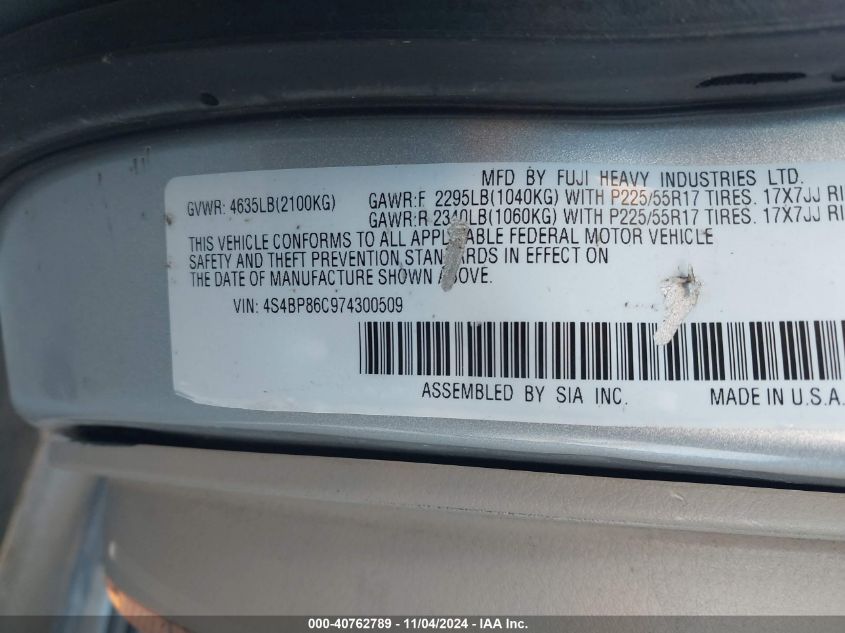 MFD BY FUJI HEAVY INDUSTRIES LTD.
GVWR: 4635LB(2100KG) GAWR:F 2295LB(1040KG) WITH P225/55R17 TIRES. 17X7JJ RI
GAWR:R 2340LB(1060KG) WITH P225/55R17 TIRES. 17X7JJ RI
THIS VEHICLE CONFORMS TO ALL APPLICABLE FEDERAL MOTOR VEHICLE
SAFETY AND THEFT PREVENTION STANDARDS IN EFFECT ON
THE DATE OF MANUFACTURE SHOWN ABOVE.
VIN: 4S4BP86C974300509
ASSEMBLED BY SIA INC. MADE IN U.S.A.
000-40762789 - 11/04/2024 - IAA Inc.